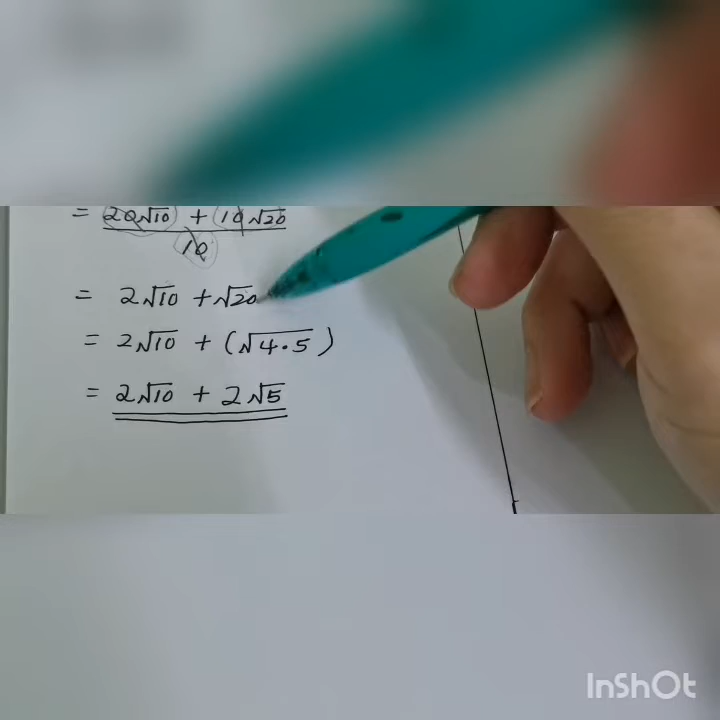 = 20√10 + 10√20
10
= 2√10 + √20
= 2√10 + (√4·5)
= 2√10 + 2√5
InShOt